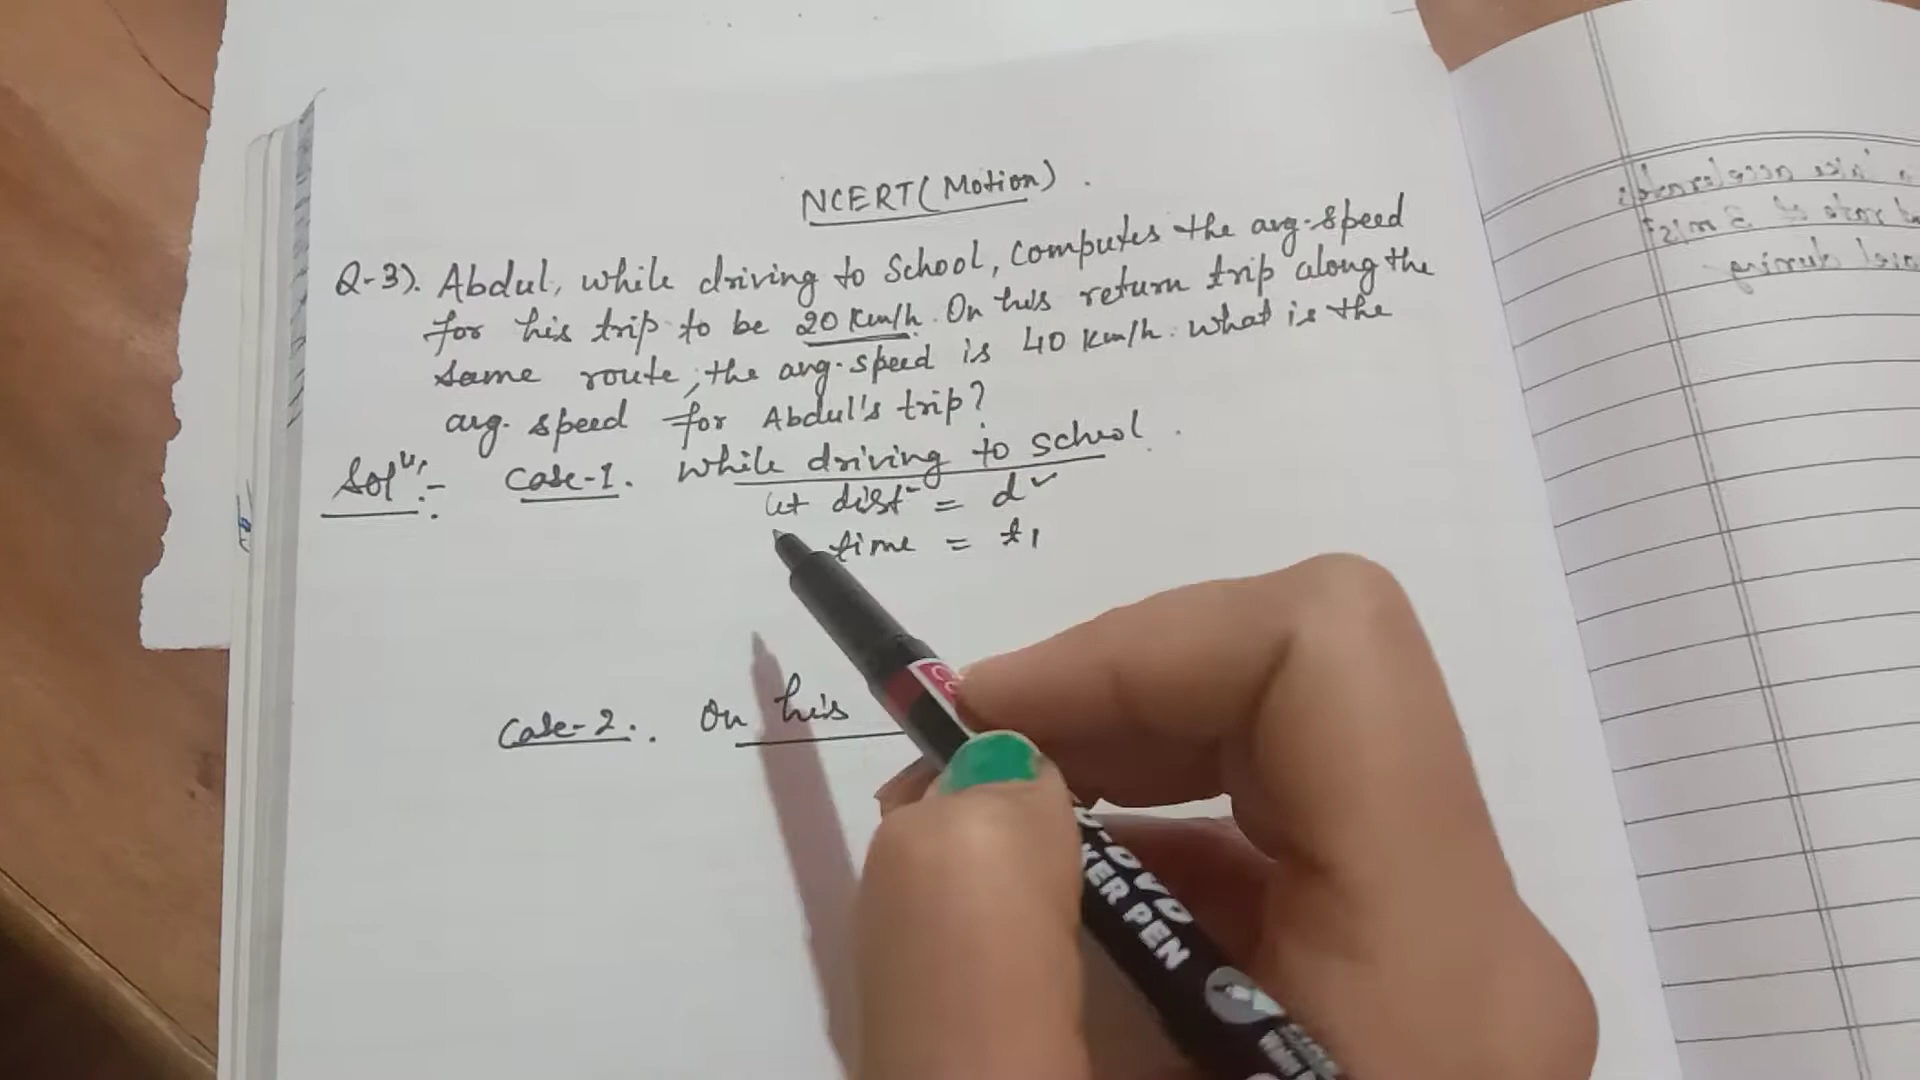 NCERT (Motion).
Q-3). Abdul, while driving to School, computes the avg. speed
for his trip to be 20 Km/h. On his return trip along the
same route, the avg. speed is 40 Km/h. What is the
avg. speed for Abdul's trip?
Solⁿ:- Case-1. While driving to school.
let dist = d
time = t1
Case-2. On his
KER PEN